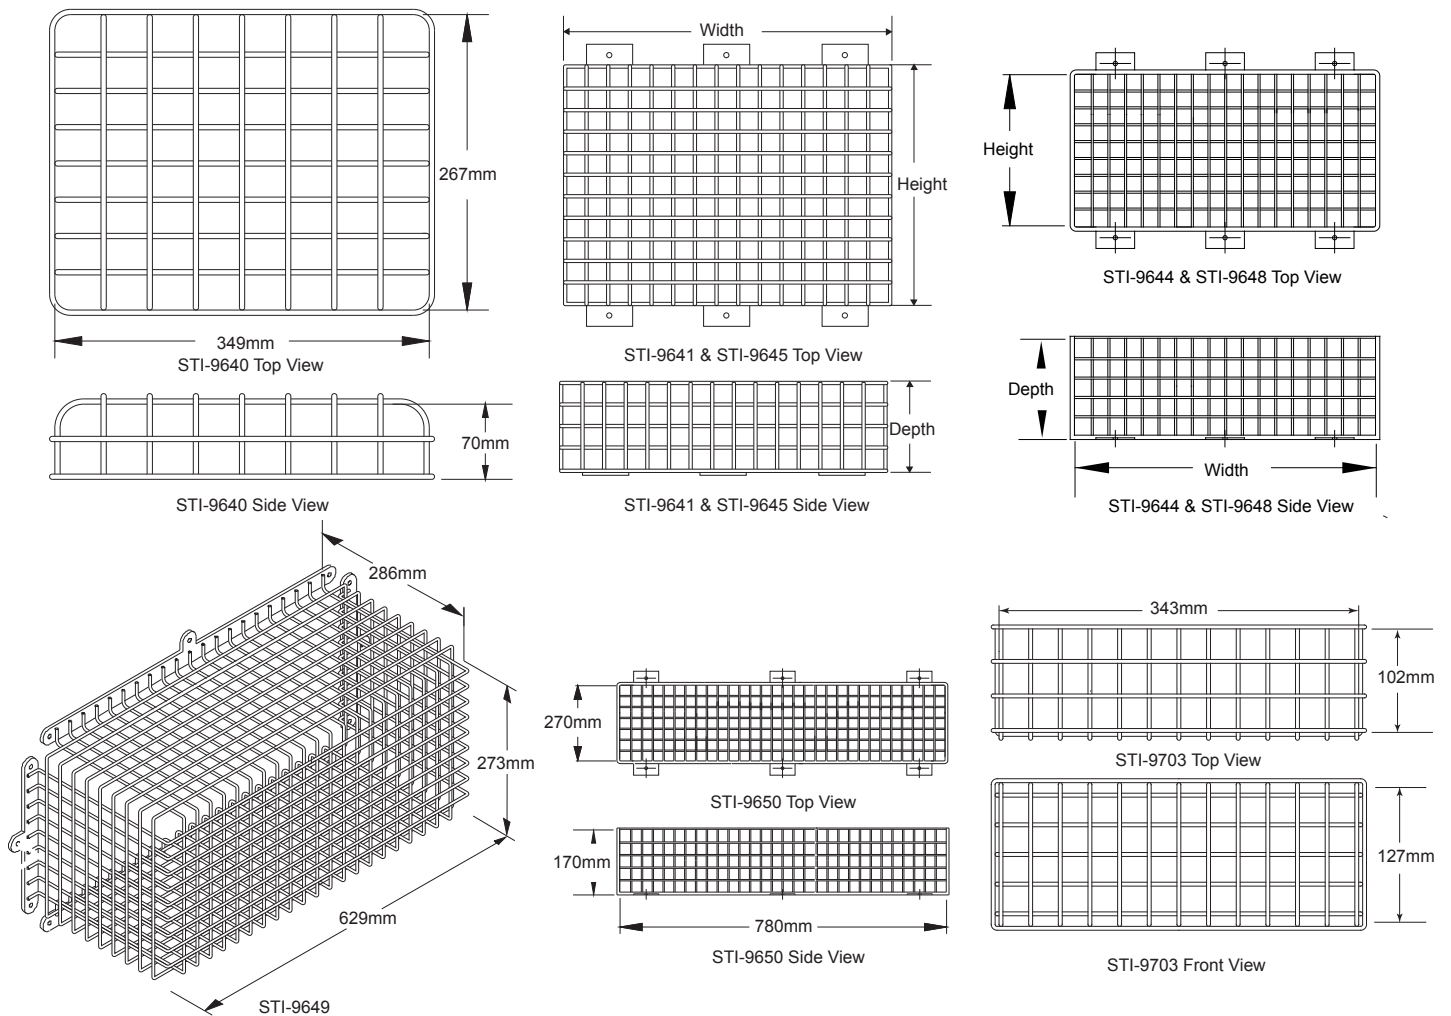 267mm
349mm
STI-9640 Top View
70mm
STI-9640 Side View
Width
Height
STI-9641 & STI-9645 Top View
Depth
STI-9641 & STI-9645 Side View
Height
STI-9644 & STI-9648 Top View
Depth
Width
STI-9644 & STI-9648 Side View
286mm
273mm
629mm
STI-9649
270mm
STI-9650 Top View
170mm
780mm
STI-9650 Side View
343mm
102mm
STI-9703 Top View
127mm
STI-9703 Front View